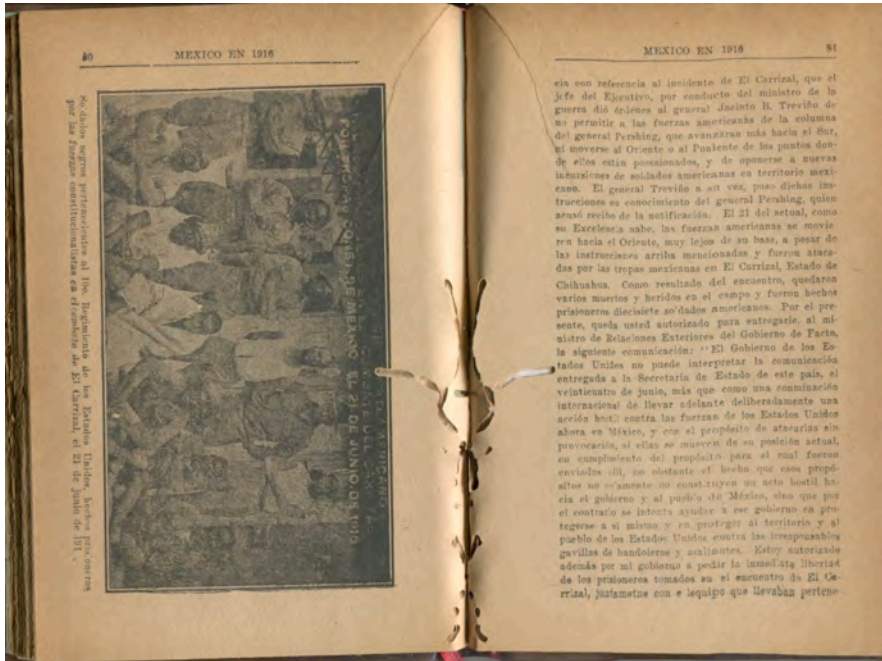 80
MEXICO EN 1916
Soldados negros pertenecientes al 10o. Regimiento de los Estados Unidos, hechos prisioneros
por las fuerzas constitucionalistas en el combate de El Carrizal, el 21 de junio de 191 .
DE MEXICO EL 21 DE JUNIO DE 1916
MEXICO EN 1916
81
cia con referencia al incidente de El Carrizal, que el
jefe del Ejecutivo, por conducto del ministro de la
guerra dió órdenes al general Jacinto B. Treviño de
no permitir a las fuerzas americanas de la columna
del general Pershing, que avanzaran más hacia el Sur,
ni moverse al Oriente o al Poniente de los puntos don-
de ellos están posesionados, y de oponerse a nuevas
incursiones de soldados americanas en territorio mexi-
cano. El general Treviño a su vez, puso dichas ins-
trucciones en conocimiento del general Pershing, quien
acusó recibo de la notificación. El 21 del actual, como
su Excelencia sabe, las fuerzas americanas se movie
ron hacia el Oriente, muy lejos de su base, a pesar de
las instrucciones arriba mencionadas y fueron ataca-
das por las tropas mexicanas en El Carrizal, Estado de
Chihuahua. Como resultado del encuentro, quedaron
varios muertos y heridos en el campo y fueron hechos
prisioneros diecisiete soldados americanos. Por el pre-
sente, queda usted autorizado para entregarle, al mi-
nistro de Relaciones Exteriores del Gobierno de Facto,
la siguiente comunicación: "El Gobierno de los Es-
tados Unidos no puede interpretar la comunicación
entregada a la Secretaría de Estado de este país, el
veinticuatro de junio, más que como una conminación
internacional de llevar adelante deliberadamente una
acción hostil contra las fuerzas de los Estados Unidos
ahora en México, y con el propósito de atacarlas sin
provocación, si ellas se mueven de su posición actual,
en cumplimiento del propósito para el cual fueron
enviados allí, no obstante el hecho que esos propó-
sitos no solamente no constituyen un acto hostil ha-
cia el gobierno y al pueblo de México, sino que por
el contrario se intenta ayudar a ese gobierno en pro-
tegerse a sí mismo y en proteger al territorio y al
pueblo de los Estados Unidos contra las irresponsables
gavillas de bandoleros y asaltantes. Estoy autorizado
además por mi gobierno a pedir la inmediata libertad
de los prisioneros tomados en el encuentro de El Ca-
rrizal, justametne con e lequipo que llevaban pertene-